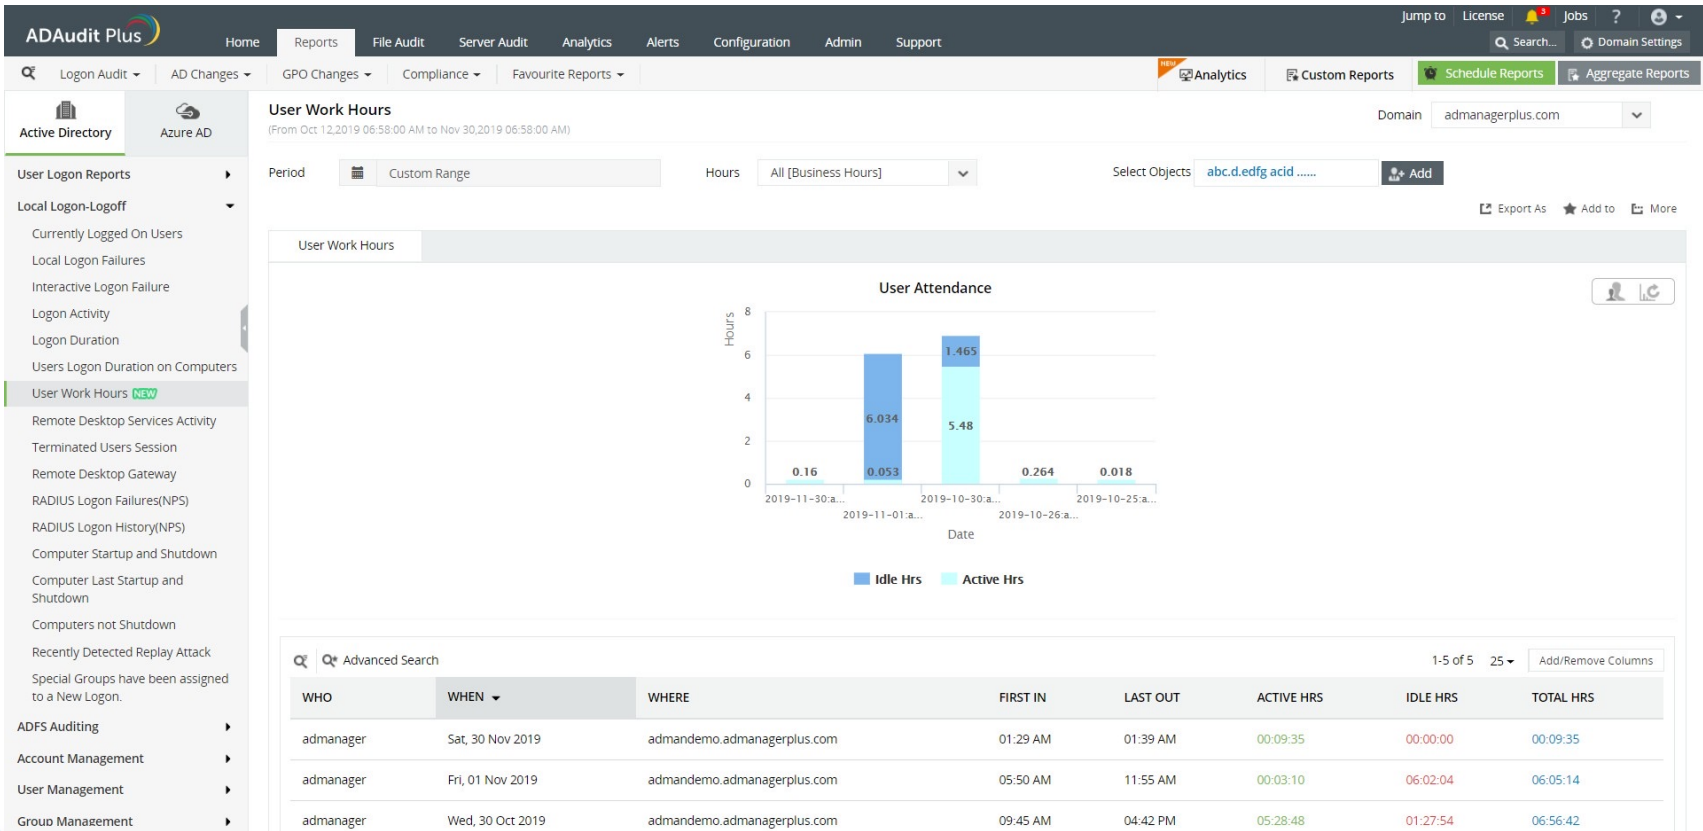 Jump to License 3 Jobs ?
ADAudit Plus
Home Reports File Audit Server Audit Analytics Alerts Configuration Admin Support
Search... Domain Settings
Logon Audit AD Changes GPO Changes Compliance Favourite Reports
NEW Analytics Custom Reports Schedule Reports Aggregate Reports
Active Directory Azure AD
User Work Hours
(From Oct 12,2019 06:58:00 AM to Nov 30,2019 06:58:00 AM)
Domain admanagerplus.com
Period Custom Range Hours All [Business Hours] Select Objects abc.d.edfg acid ...... Add
Export As Add to More
User Logon Reports
Local Logon-Logoff
Currently Logged On Users
Local Logon Failures
Interactive Logon Failure
Logon Activity
Logon Duration
Users Logon Duration on Computers
User Work Hours NEW
Remote Desktop Services Activity
Terminated Users Session
Remote Desktop Gateway
RADIUS Logon Failures(NPS)
RADIUS Logon History(NPS)
Computer Startup and Shutdown
Computer Last Startup and
Shutdown
Computers not Shutdown
Recently Detected Replay Attack
Special Groups have been assigned
to a New Logon.
ADFS Auditing
Account Management
User Management
Group Management
User Work Hours
User Attendance
Hours
8
6
4
2
0
1.465
6.034
5.48
0.16 0.053 0.264 0.018
2019-11-30:a... 2019-10-30:a... 2019-10-25:a...
2019-11-01:a... 2019-10-26:a...
Date
Idle Hrs Active Hrs
Advanced Search 1-5 of 5 25 Add/Remove Columns
WHO WHEN WHERE FIRST IN LAST OUT ACTIVE HRS IDLE HRS TOTAL HRS
admanager Sat, 30 Nov 2019 admandemo.admanagerplus.com 01:29 AM 01:39 AM 00:09:35 00:00:00 00:09:35
admanager Fri, 01 Nov 2019 admandemo.admanagerplus.com 05:50 AM 11:55 AM 00:03:10 06:02:04 06:05:14
admanager Wed, 30 Oct 2019 admandemo.admanagerplus.com 09:45 AM 04:42 PM 05:28:48 01:27:54 06:56:42